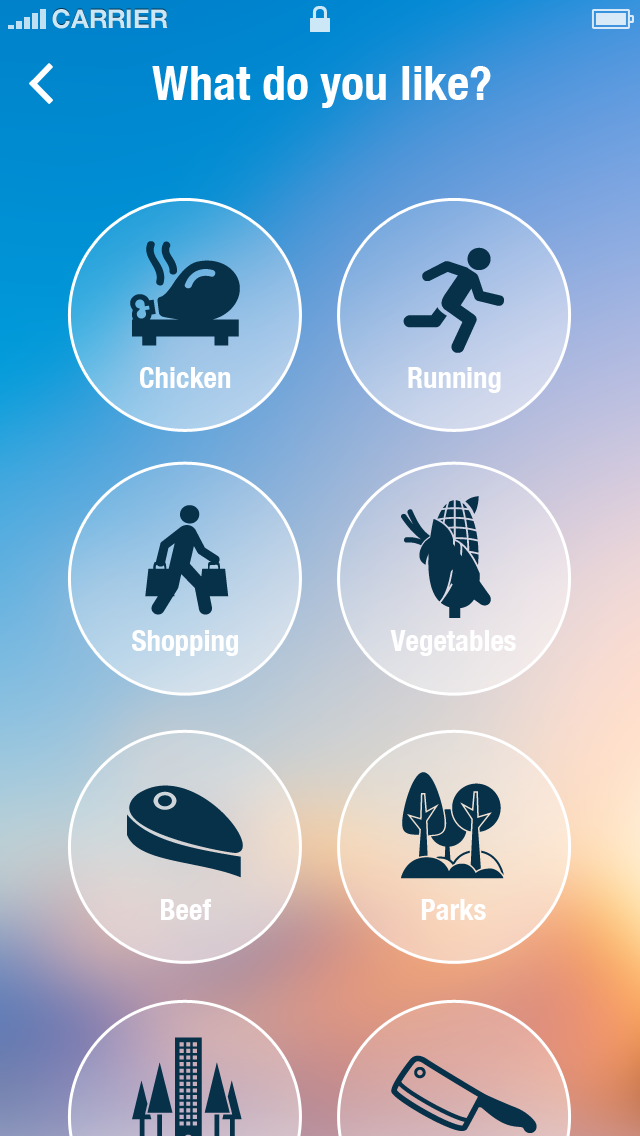 CARRIER
What do you like?
Chicken
Running
Shopping
Vegetables
Beef
Parks